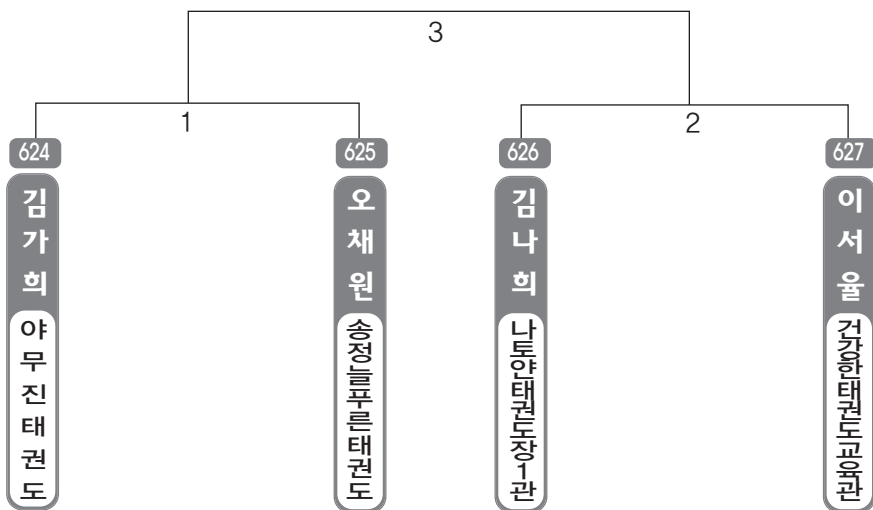 3
1
2
624
김가희
야무진태권도
625
오채원
송정늘푸른태권도
626
김나희
나토얀태권도장1관
627
이서율
건강한태권도교육관